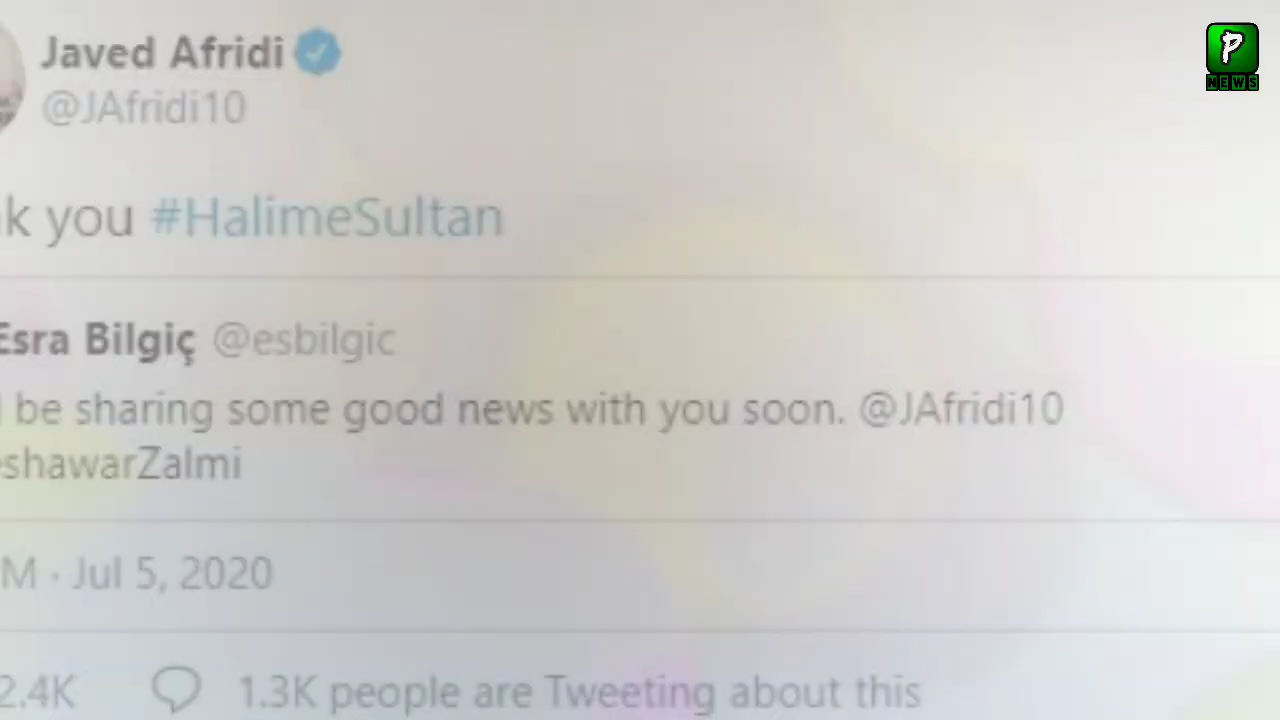 Javed Afridi
@JAfridi10
k you #HalimeSultan
Esra Bilgiç @esbilgic
be sharing some good news with you soon. @JAfridi10
eshawarZalmi
M · Jul 5, 2020
2.4K 1.3K people are Tweeting about this
P
NEWS